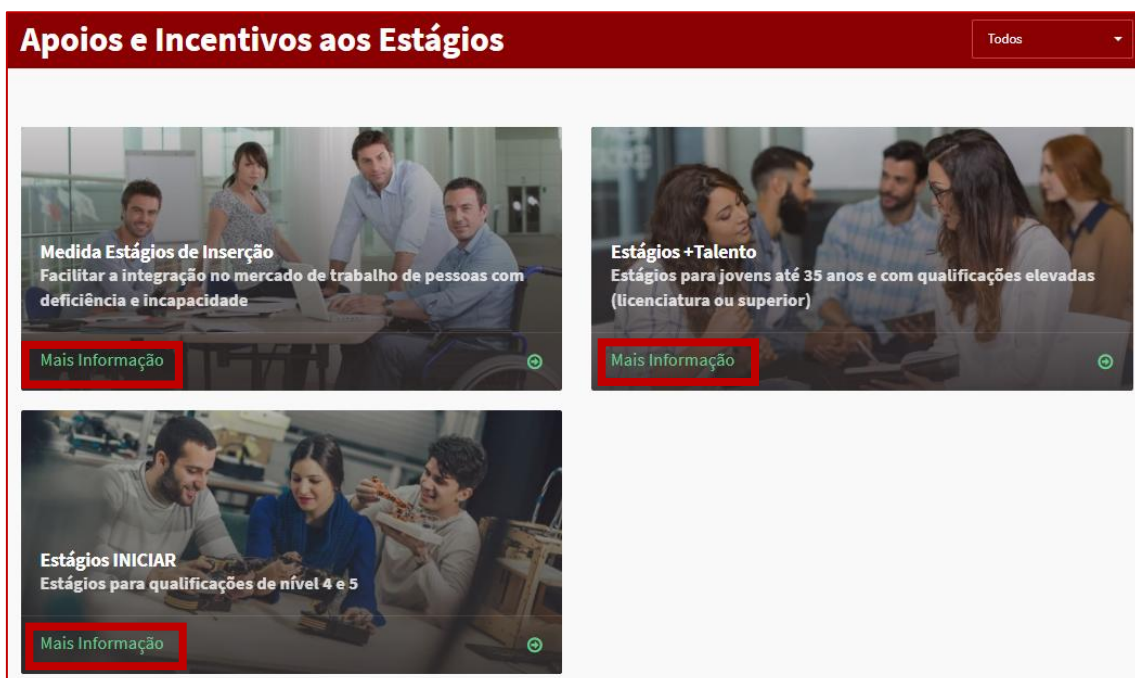 Apoios e Incentivos aos Estágios
Todos
Medida Estágios de Inserção
Facilitar a integração no mercado de trabalho de pessoas com
deficiência e incapacidade
Mais Informação
Estágios +Talento
Estágios para jovens até 35 anos e com qualificações elevadas
(licenciatura ou superior)
Mais Informação
Estágios INICIAR
Estágios para qualificações de nível 4 e 5
Mais Informação